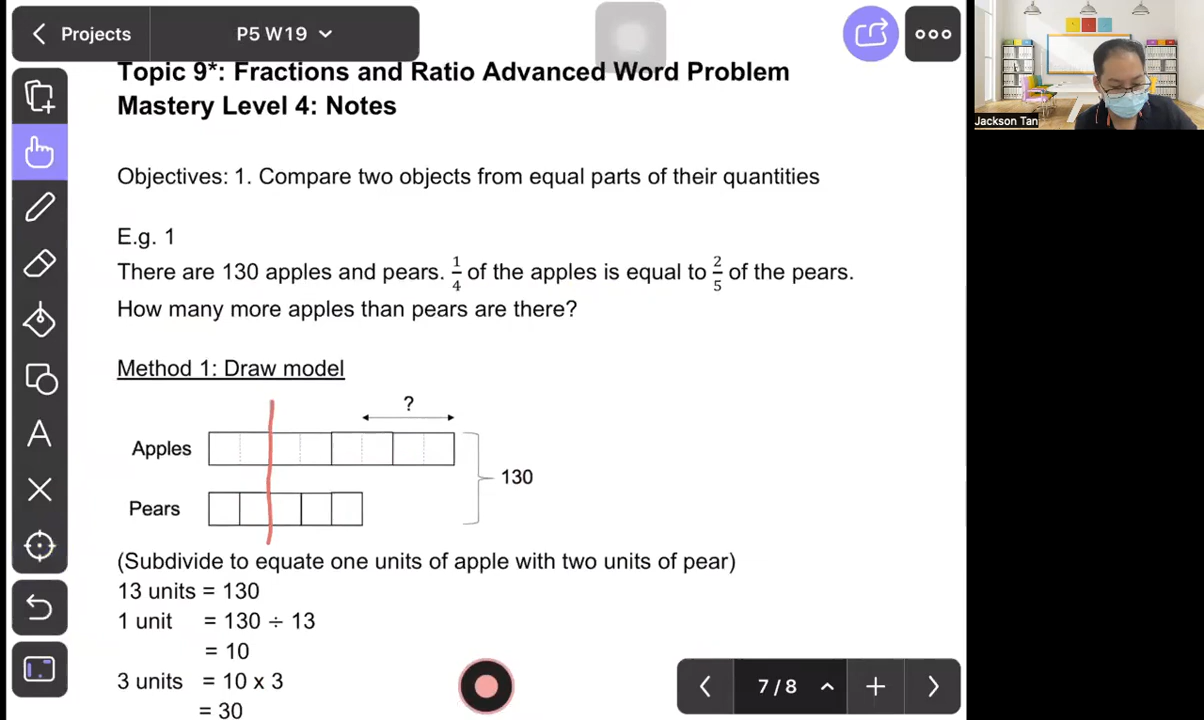 Projects
P5 W19
Topic 9*: Fractions and Ratio Advanced Word Problem
Mastery Level 4: Notes
Jackson Tan
Objectives: 1. Compare two objects from equal parts of their quantities
E.g. 1
There are 130 apples and pears. 1/4 of the apples is equal to 2/5 of the pears.
How many more apples than pears are there?
Method 1: Draw model
?
Apples
130
Pears
(Subdivide to equate one units of apple with two units of pear)
13 units = 130
1 unit = 130 ÷ 13
= 10
3 units = 10 x 3
= 30
7 / 8